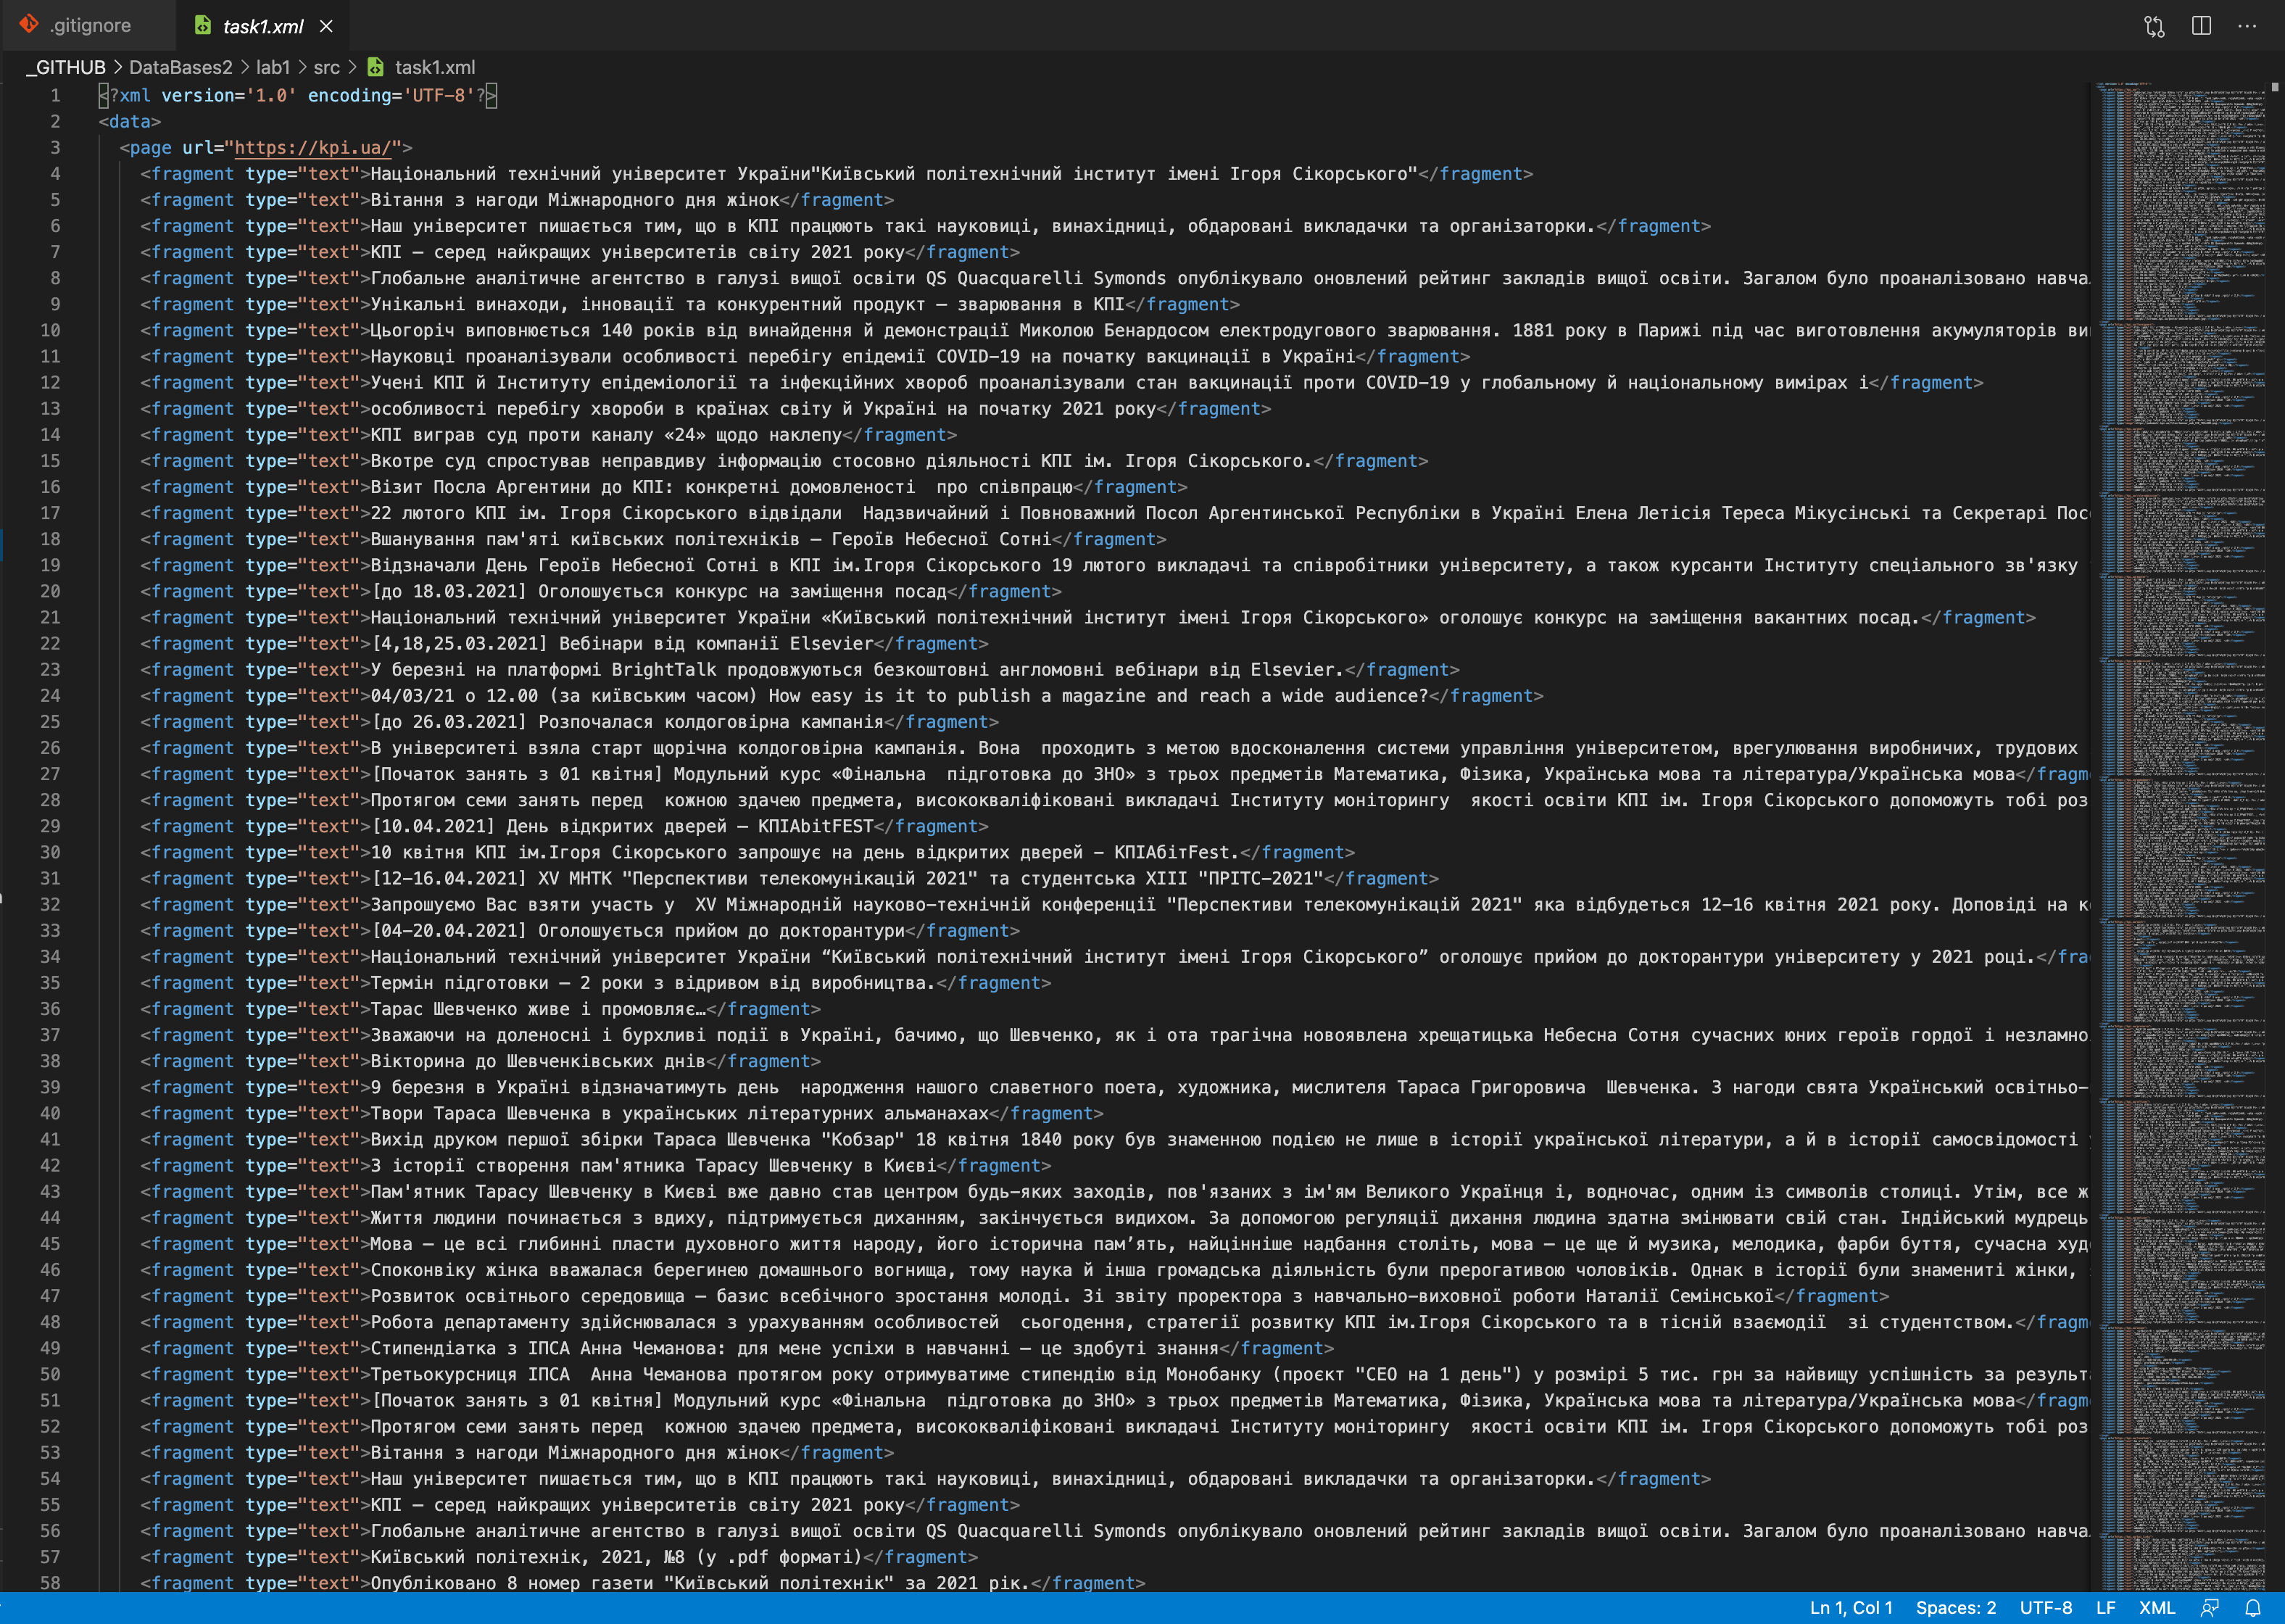 .gitignore
task1.xml
_GITHUB > DataBases2 > lab1 > src > task1.xml
1 <?xml version='1.0' encoding='UTF-8'?>
2 <data>
3 <page url="https://kpi.ua/">
4 <fragment type="text">Національний технічний університет України"Київський політехнічний інститут імені Ігоря Сікорського"</fragment>
5 <fragment type="text">Вітання з нагоди Міжнародного дня жінок</fragment>
6 <fragment type="text">Наш університет пишається тим, що в КПІ працюють такі науковиці, винахідниці, обдаровані викладачки та організаторки.</fragment>
7 <fragment type="text">КПІ – серед найкращих університетів світу 2021 року</fragment>
8 <fragment type="text">Глобальне аналітичне агентство в галузі вищої освіти QS Quacquarelli Symonds опублікувало оновлений рейтинг закладів вищої освіти. Загалом було проаналізовано навча
9 <fragment type="text">Унікальні винаходи, інновації та конкурентний продукт – зварювання в КПІ</fragment>
10 <fragment type="text">Цьогоріч виповнюється 140 років від винайдення й демонстрації Миколою Бенардосом електродугового зварювання. 1881 року в Парижі під час виготовлення акумуляторів ви
11 <fragment type="text">Науковці проаналізували особливості перебігу епідемії COVID-19 на початку вакцинації в Україні</fragment>
12 <fragment type="text">Учені КПІ й Інституту епідеміології та інфекційних хвороб проаналізували стан вакцинації проти COVID-19 у глобальному й національному вимірах і</fragment>
13 <fragment type="text">особливості перебігу хвороби в країнах світу й Україні на початку 2021 року</fragment>
14 <fragment type="text">КПІ виграв суд проти каналу «24» щодо наклепу</fragment>
15 <fragment type="text">Вкотре суд спростував неправдиву інформацію стосовно діяльності КПІ ім. Ігоря Сікорського.</fragment>
16 <fragment type="text">Візит Посла Аргентини до КПІ: конкретні домовленості  про співпрацю</fragment>
17 <fragment type="text">22 лютого КПІ ім. Ігоря Сікорського відвідали  Надзвичайний і Повноважний Посол Аргентинської Республіки в Україні Елена Летісія Тереса Мікусінські та Секретарі Пос
18 <fragment type="text">Вшанування пам'яті київських політехніків – Героїв Небесної Сотні</fragment>
19 <fragment type="text">Відзначали День Героїв Небесної Сотні в КПІ ім.Ігоря Сікорського 19 лютого викладачі та співробітники університету, а також курсанти Інституту спеціального зв'язку
20 <fragment type="text">[до 18.03.2021] Оголошується конкурс на заміщення посад</fragment>
21 <fragment type="text">Національний технічний університет України «Київський політехнічний інститут імені Ігоря Сікорського» оголошує конкурс на заміщення вакантних посад.</fragment>
22 <fragment type="text">[4,18,25.03.2021] Вебінари від компанії Elsevier</fragment>
23 <fragment type="text">У березні на платформі BrightTalk продовжуються безкоштовні англомовні вебінари від Elsevier.</fragment>
24 <fragment type="text">04/03/21 о 12.00 (за київським часом) How easy is it to publish a magazine and reach a wide audience?</fragment>
25 <fragment type="text">[до 26.03.2021] Розпочалася колдоговірна кампанія</fragment>
26 <fragment type="text">В університеті взяла старт щорічна колдоговірна кампанія. Вона  проходить з метою вдосконалення системи управління університетом, врегулювання виробничих, трудових
27 <fragment type="text">[Початок занять з 01 квітня] Модульний курс «Фінальна  підготовка до ЗНО» з трьох предметів Математика, Фізика, Українська мова та література/Українська мова</fragm
28 <fragment type="text">Протягом семи занять перед  кожною здачею предмета, висококваліфіковані викладачі Інституту моніторингу  якості освіти КПІ ім. Ігоря Сікорського допоможуть тобі роз
29 <fragment type="text">[10.04.2021] День відкритих дверей – КПІAbitFEST</fragment>
30 <fragment type="text">10 квітня КПІ ім.Ігоря Сікорського запрошує на день відкритих дверей – КПІАбітFest.</fragment>
31 <fragment type="text">[12-16.04.2021] XV МНТК "Перспективи телекомунікацій 2021" та студентська XIII "ПРІТС-2021"</fragment>
32 <fragment type="text">Запрошуємо Вас взяти участь у  XV Міжнародній науково-технічній конференції "Перспективи телекомунікацій 2021" яка відбудеться 12-16 квітня 2021 року. Доповіді на к
33 <fragment type="text">[04-20.04.2021] Оголошується прийом до докторантури</fragment>
34 <fragment type="text">Національний технічний університет України “Київський політехнічний інститут імені Ігоря Сікорського” оголошує прийом до докторантури університету у 2021 році.</fra
35 <fragment type="text">Термін підготовки – 2 роки з відривом від виробництва.</fragment>
36 <fragment type="text">Тарас Шевченко живе і промовляє…</fragment>
37 <fragment type="text">Зважаючи на доленосні і бурхливі події в Україні, бачимо, що Шевченко, як і ота трагічна новоявлена хрещатицька Небесна Сотня сучасних юних героїв гордої і незламно
38 <fragment type="text">Вікторина до Шевченківських днів</fragment>
39 <fragment type="text">9 березня в Україні відзначатимуть день  народження нашого славетного поета, художника, мислителя Тараса Григоровича  Шевченка. З нагоди свята Український освітньо-
40 <fragment type="text">Твори Тараса Шевченка в українських літературних альманахах</fragment>
41 <fragment type="text">Вихід друком першої збірки Тараса Шевченка "Кобзар" 18 квітня 1840 року був знаменною подією не лише в історії української літератури, а й в історії самосвідомості
42 <fragment type="text">З історії створення пам'ятника Тарасу Шевченку в Києві</fragment>
43 <fragment type="text">Пам'ятник Тарасу Шевченку в Києві вже давно став центром будь-яких заходів, пов'язаних з ім'ям Великого Українця і, водночас, одним із символів столиці. Утім, все ж
44 <fragment type="text">Життя людини починається з вдиху, підтримується диханням, закінчується видихом. За допомогою регуляції дихання людина здатна змінювати свій стан. Індійський мудрець
45 <fragment type="text">Мова – це всі глибинні пласти духовного життя народу, його історична пам’ять, найцінніше надбання століть, мова – це ще й музика, мелодика, фарби буття, сучасна худ
46 <fragment type="text">Споконвіку жінка вважалася берегинею домашнього вогнища, тому наука й інша громадська діяльність були прерогативою чоловіків. Однак в історії були знамениті жінки,
47 <fragment type="text">Розвиток освітнього середовища – базис всебічного зростання молоді. Зі звіту проректора з навчально-виховної роботи Наталії Семінської</fragment>
48 <fragment type="text">Робота департаменту здійснювалася з урахуванням особливостей  сьогодення, стратегії розвитку КПІ ім.Ігоря Сікорського та в тісній взаємодії  зі студентством.</fragm
49 <fragment type="text">Стипендіатка з ІПСА Анна Чеманова: для мене успіхи в навчанні – це здобуті знання</fragment>
50 <fragment type="text">Третьокурсниця ІПСА  Анна Чеманова протягом року отримуватиме стипендію від Монобанку (проєкт "CEO на 1 день") у розмірі 5 тис. грн за найвищу успішність за результ
51 <fragment type="text">[Початок занять з 01 квітня] Модульний курс «Фінальна  підготовка до ЗНО» з трьох предметів Математика, Фізика, Українська мова та література/Українська мова</fragm
52 <fragment type="text">Протягом семи занять перед  кожною здачею предмета, висококваліфіковані викладачі Інституту моніторингу  якості освіти КПІ ім. Ігоря Сікорського допоможуть тобі роз
53 <fragment type="text">Вітання з нагоди Міжнародного дня жінок</fragment>
54 <fragment type="text">Наш університет пишається тим, що в КПІ працюють такі науковиці, винахідниці, обдаровані викладачки та організаторки.</fragment>
55 <fragment type="text">КПІ – серед найкращих університетів світу 2021 року</fragment>
56 <fragment type="text">Глобальне аналітичне агентство в галузі вищої освіти QS Quacquarelli Symonds опублікувало оновлений рейтинг закладів вищої освіти. Загалом було проаналізовано навча
57 <fragment type="text">Київський політехнік, 2021, №8 (у .pdf форматі)</fragment>
58 <fragment type="text">Опубліковано 8 номер газети "Київський політехнік" за 2021 рік.</fragment>
Ln 1, Col 1 Spaces: 2 UTF-8 LF XML